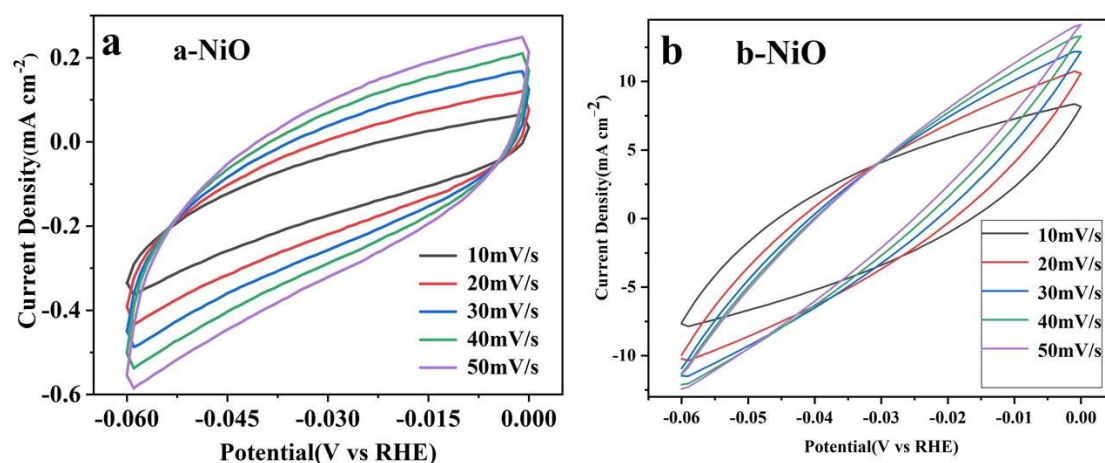 a
a-NiO
Current Density(mA cm⁻²)
0.2
0.0
-0.2
-0.4
-0.6
10mV/s
20mV/s
30mV/s
40mV/s
50mV/s
-0.060
-0.045
-0.030
-0.015
0.000
Potential(V vs RHE)
b
b-NiO
Current Density(mA cm⁻²)
10
5
0
-5
-10
10mV/s
20mV/s
30mV/s
40mV/s
50mV/s
-0.06
-0.05
-0.04
-0.03
-0.02
-0.01
0.00
Potential(V vs RHE)